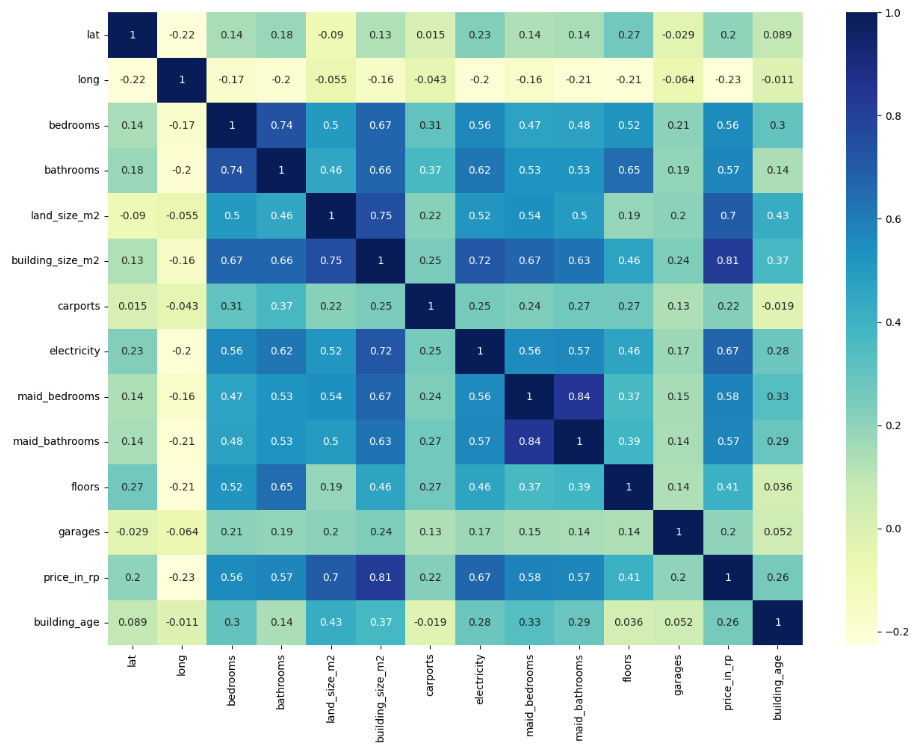 lat 1 -0.22 0.14 0.18 -0.09 0.13 0.015 0.23 0.14 0.14 0.27 -0.029 0.2 0.089
long -0.22 1 -0.17 -0.2 -0.055 -0.16 -0.043 -0.2 -0.16 -0.21 -0.21 -0.064 -0.23 -0.011
bedrooms 0.14 -0.17 1 0.74 0.5 0.67 0.31 0.56 0.47 0.48 0.52 0.21 0.56 0.3
bathrooms 0.18 -0.2 0.74 1 0.46 0.66 0.37 0.62 0.53 0.53 0.65 0.19 0.57 0.14
land_size_m2 -0.09 -0.055 0.5 0.46 1 0.75 0.22 0.52 0.54 0.5 0.19 0.2 0.7 0.43
building_size_m2 0.13 -0.16 0.67 0.66 0.75 1 0.25 0.72 0.67 0.63 0.46 0.24 0.81 0.37
carports 0.015 -0.043 0.31 0.37 0.22 0.25 1 0.25 0.24 0.27 0.27 0.13 0.22 -0.019
electricity 0.23 -0.2 0.56 0.62 0.52 0.72 0.25 1 0.56 0.57 0.46 0.17 0.67 0.28
maid_bedrooms 0.14 -0.16 0.47 0.53 0.54 0.67 0.24 0.56 1 0.84 0.37 0.15 0.58 0.33
maid_bathrooms 0.14 -0.21 0.48 0.53 0.5 0.63 0.27 0.57 0.84 1 0.39 0.14 0.57 0.29
floors 0.27 -0.21 0.52 0.65 0.19 0.46 0.27 0.46 0.37 0.39 1 0.14 0.41 0.036
garages -0.029 -0.064 0.21 0.19 0.2 0.24 0.13 0.17 0.15 0.14 0.14 1 0.2 0.052
price_in_rp 0.2 -0.23 0.56 0.57 0.7 0.81 0.22 0.67 0.58 0.57 0.41 0.2 1 0.26
building_age 0.089 -0.011 0.3 0.14 0.43 0.37 -0.019 0.28 0.33 0.29 0.036 0.052 0.26 1
lat
long
bedrooms
bathrooms
land_size_m2
building_size_m2
carports
electricity
maid_bedrooms
maid_bathrooms
floors
garages
price_in_rp
building_age
1.0
0.8
0.6
0.4
0.2
0.0
−0.2